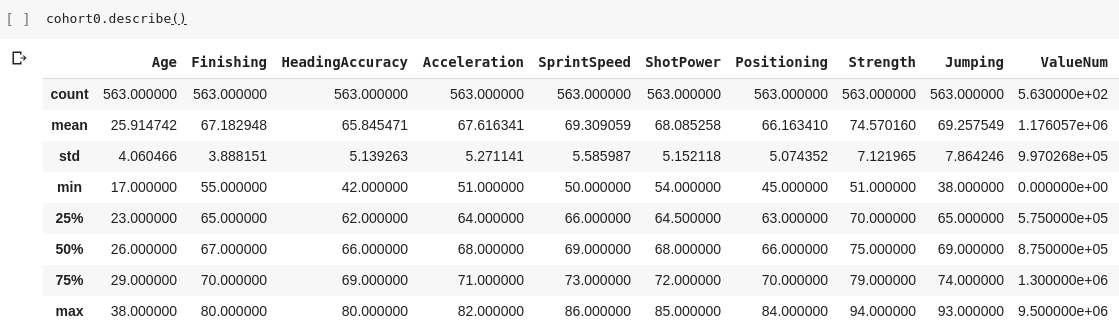 [ ] cohort0.describe()
Age Finishing HeadingAccuracy Acceleration SprintSpeed ShotPower Positioning Strength Jumping ValueNum
count 563.000000 563.000000 563.000000 563.000000 563.000000 563.000000 563.000000 563.000000 563.000000 5.630000e+02
mean 25.914742 67.182948 65.845471 67.616341 69.309059 68.085258 66.163410 74.570160 69.257549 1.176057e+06
std 4.060466 3.888151 5.139263 5.271141 5.585987 5.152118 5.074352 7.121965 7.864246 9.970268e+05
min 17.000000 55.000000 42.000000 51.000000 50.000000 54.000000 45.000000 51.000000 38.000000 0.000000e+00
25% 23.000000 65.000000 62.000000 64.000000 66.000000 64.500000 63.000000 70.000000 65.000000 5.750000e+05
50% 26.000000 67.000000 66.000000 68.000000 69.000000 68.000000 66.000000 75.000000 69.000000 8.750000e+05
75% 29.000000 70.000000 69.000000 71.000000 73.000000 72.000000 70.000000 79.000000 74.000000 1.300000e+06
max 38.000000 80.000000 80.000000 82.000000 86.000000 85.000000 84.000000 94.000000 93.000000 9.500000e+06